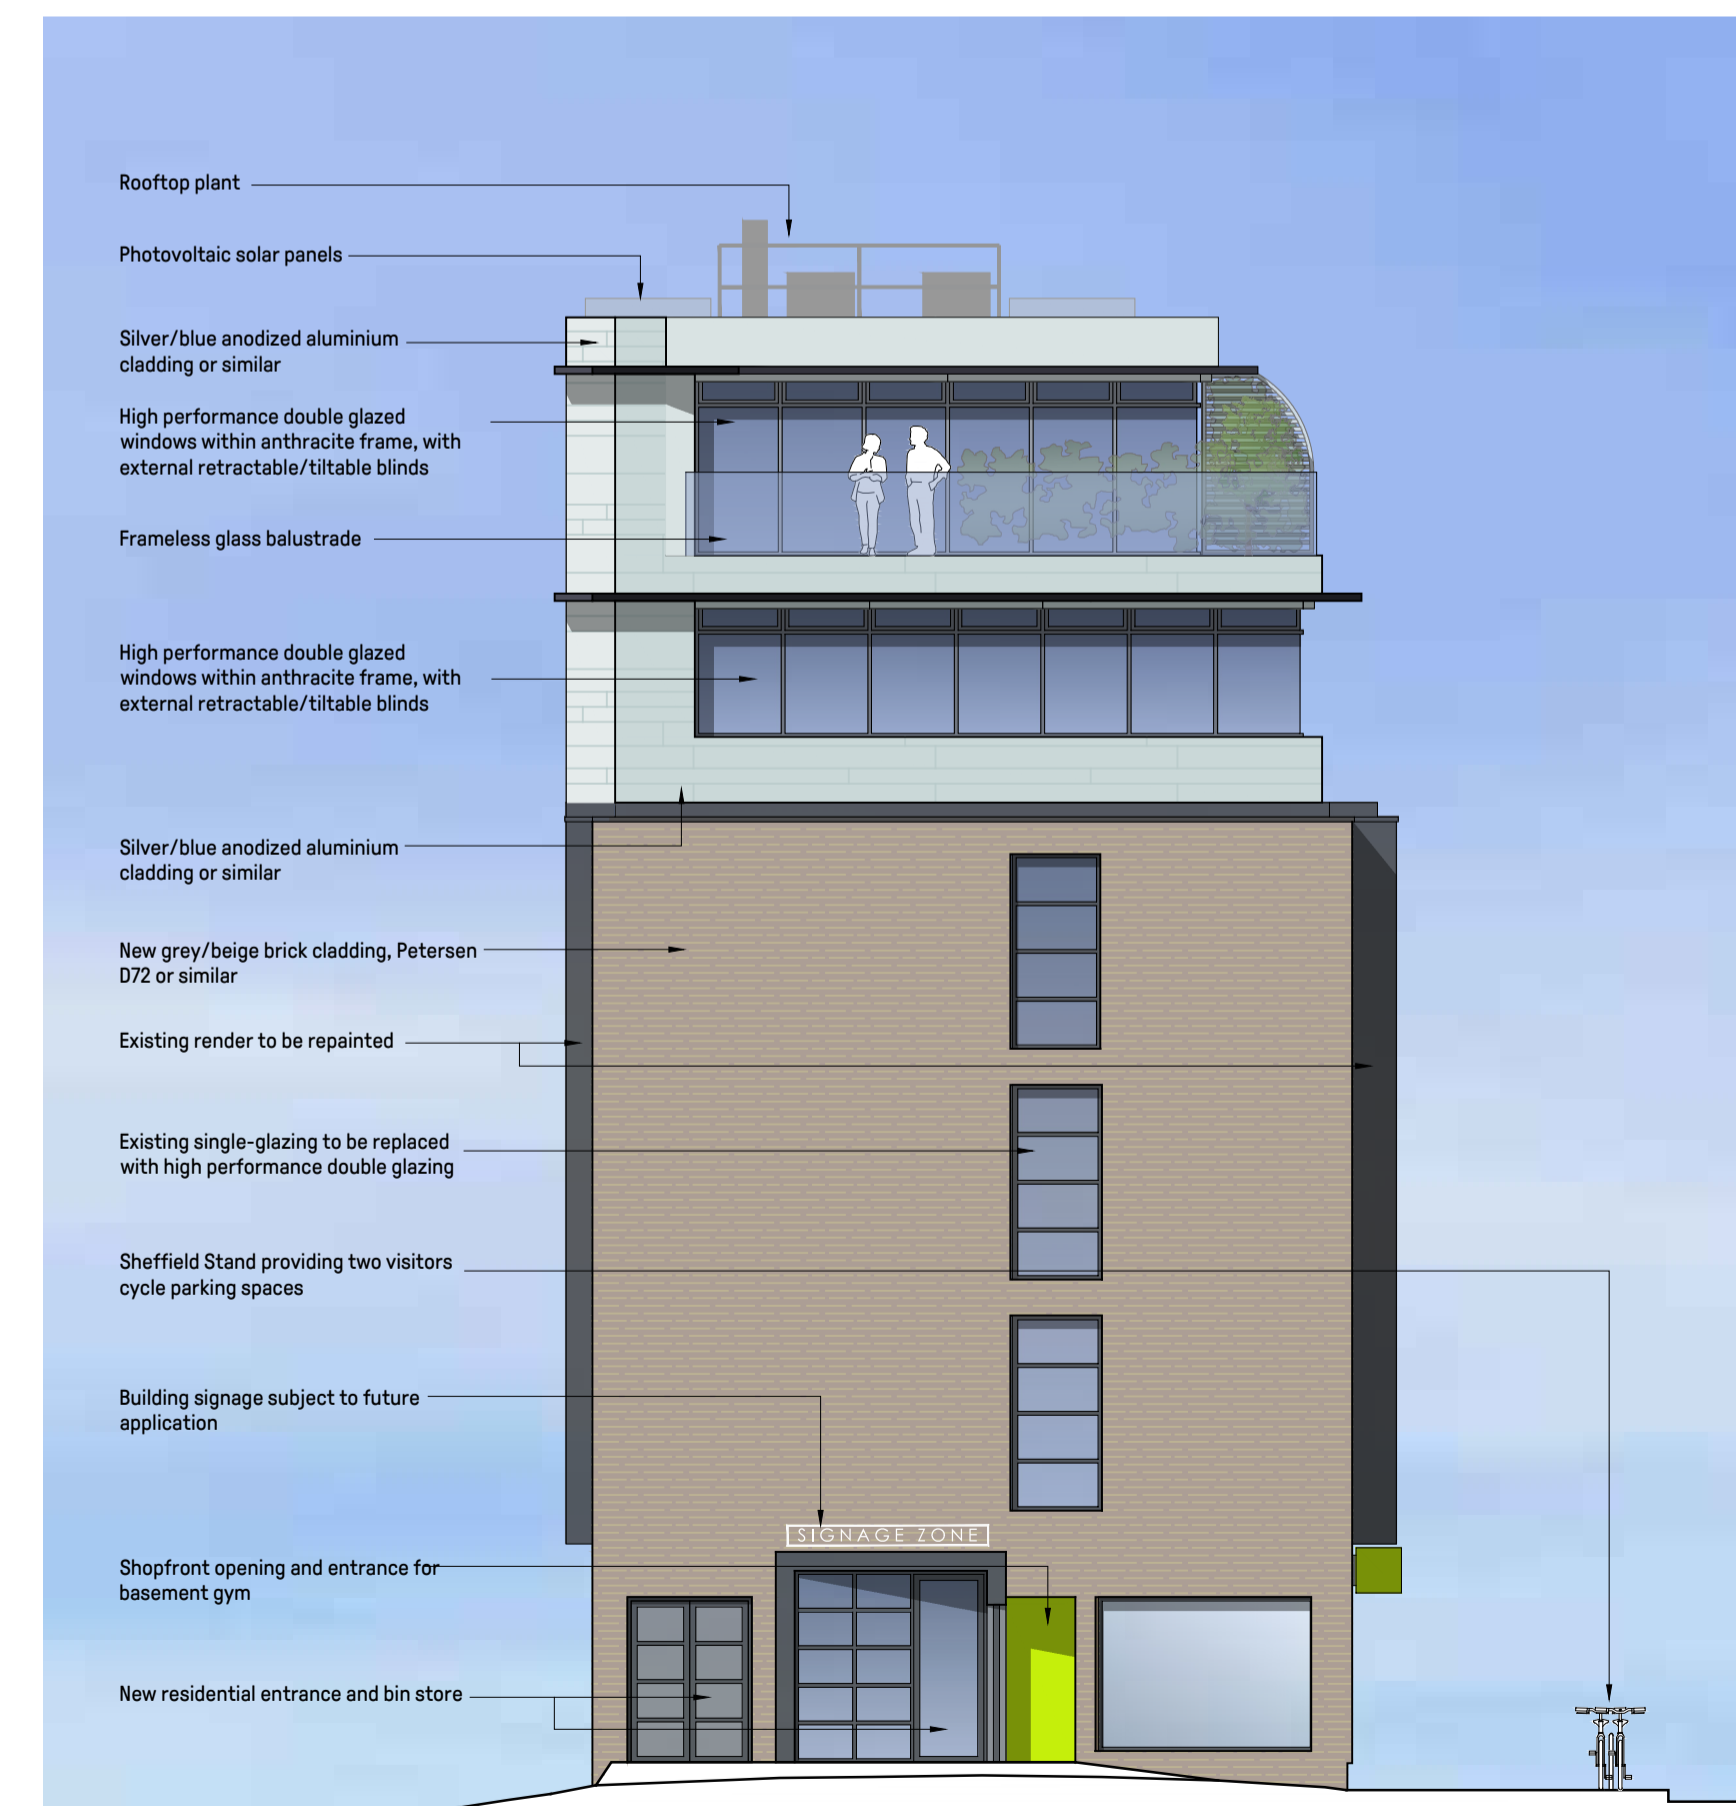 Rooftop plant
Photovoltaic solar panels
Silver/blue anodized aluminium
cladding or similar
High performance double glazed
windows within anthracite frame, with
external retractable/tiltable blinds
Frameless glass balustrade
High performance double glazed
windows within anthracite frame, with
external retractable/tiltable blinds
Silver/blue anodized aluminium
cladding or similar
New grey/beige brick cladding, Petersen
D72 or similar
Existing render to be repainted
Existing single-glazing to be replaced
with high performance double glazing
Sheffield Stand providing two visitors
cycle parking spaces
Building signage subject to future
application
SIGNAGE ZONE
Shopfront opening and entrance for
basement gym
New residential entrance and bin store